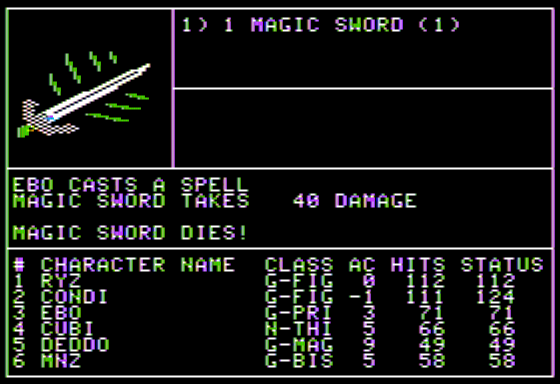 1) 1 MAGIC SWORD (1)
EBO CASTS A SPELL
MAGIC SWORD TAKES 40 DAMAGE
MAGIC SWORD DIES!
# CHARACTER NAME CLASS AC HITS STATUS
1 RYZ G-FIG 0 112 112
2 CONDI G-FIG -1 111 124
3 EBO G-PRI 3 71 71
4 CUBI N-THI 5 66 66
5 DEDDO G-MAG 9 49 49
6 MNZ G-BIS 5 58 58